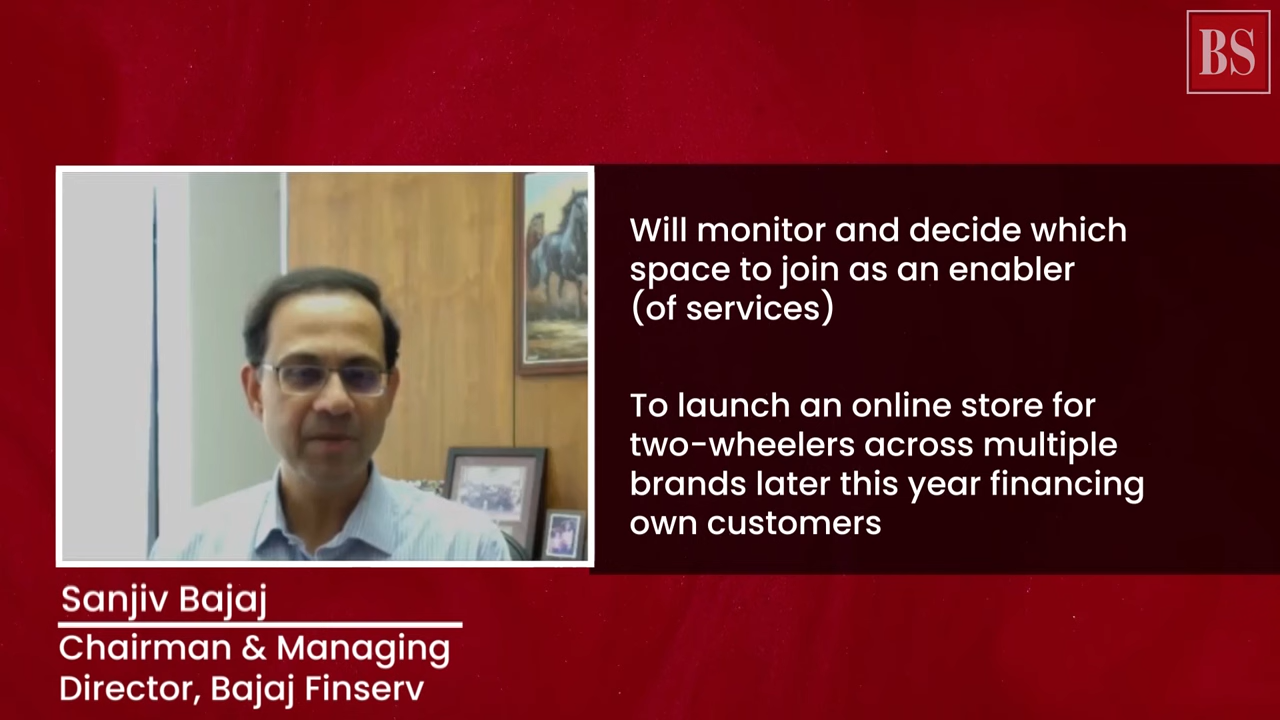 BS
Will monitor and decide which
space to join as an enabler
(of services)
To launch an online store for
two-wheelers across multiple
brands later this year financing
own customers
Sanjiv Bajaj
Chairman & Managing
Director, Bajaj Finserv